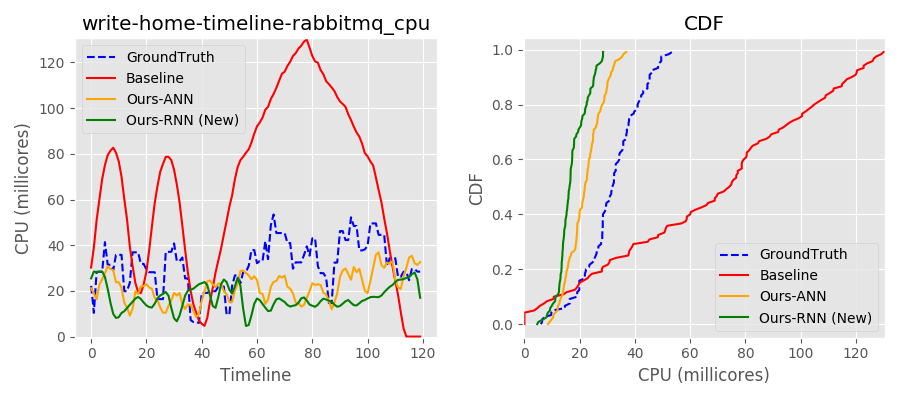 write-home-timeline-rabbitmq_cpu
CPU (millicores)
120
100
80
60
40
20
0
GroundTruth
Baseline
Ours-ANN
Ours-RNN (New)
0 20 40 60 80 100 120
Timeline
CDF
CDF
1.0
0.8
0.6
0.4
0.2
0.0
GroundTruth
Baseline
Ours-ANN
Ours-RNN (New)
0 20 40 60 80 100 120
CPU (millicores)